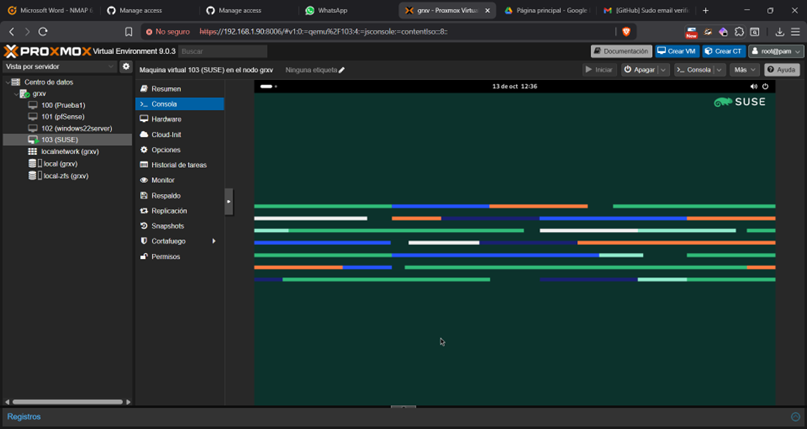 Microsoft Word - NMAP I
Manage access
Manage access
WhatsApp
grxv - Proxmox Virtua
Página principal - Google
[GitHub] Sudo email verifi
No seguro
https://192.168.1.90:8006/#v1:0:=qemu%2F103:4:=jsconsole:=contentIso:::8::
New
PROXMOX Virtual Environment 9.0.3
Buscar
Documentación
Crear VM
Crear CT
root@pam
Vista por servidor
Maquina virtual 103 (SUSE) en el nodo grxv
Ninguna etiqueta
Iniciar
Apagar
Consola
Más
Ayuda
Centro de datos
grxv
100 (Prueba1)
101 (pfSense)
102 (windows22server)
103 (SUSE)
localnetwork (grxv)
local (grxv)
local-zfs (grxv)
Resumen
Consola
Hardware
Cloud-Init
Opciones
Historial de tareas
Monitor
Respaldo
Replicación
Snapshots
Cortafuego
Permisos
13 de oct 12:36
SUSE
Registros